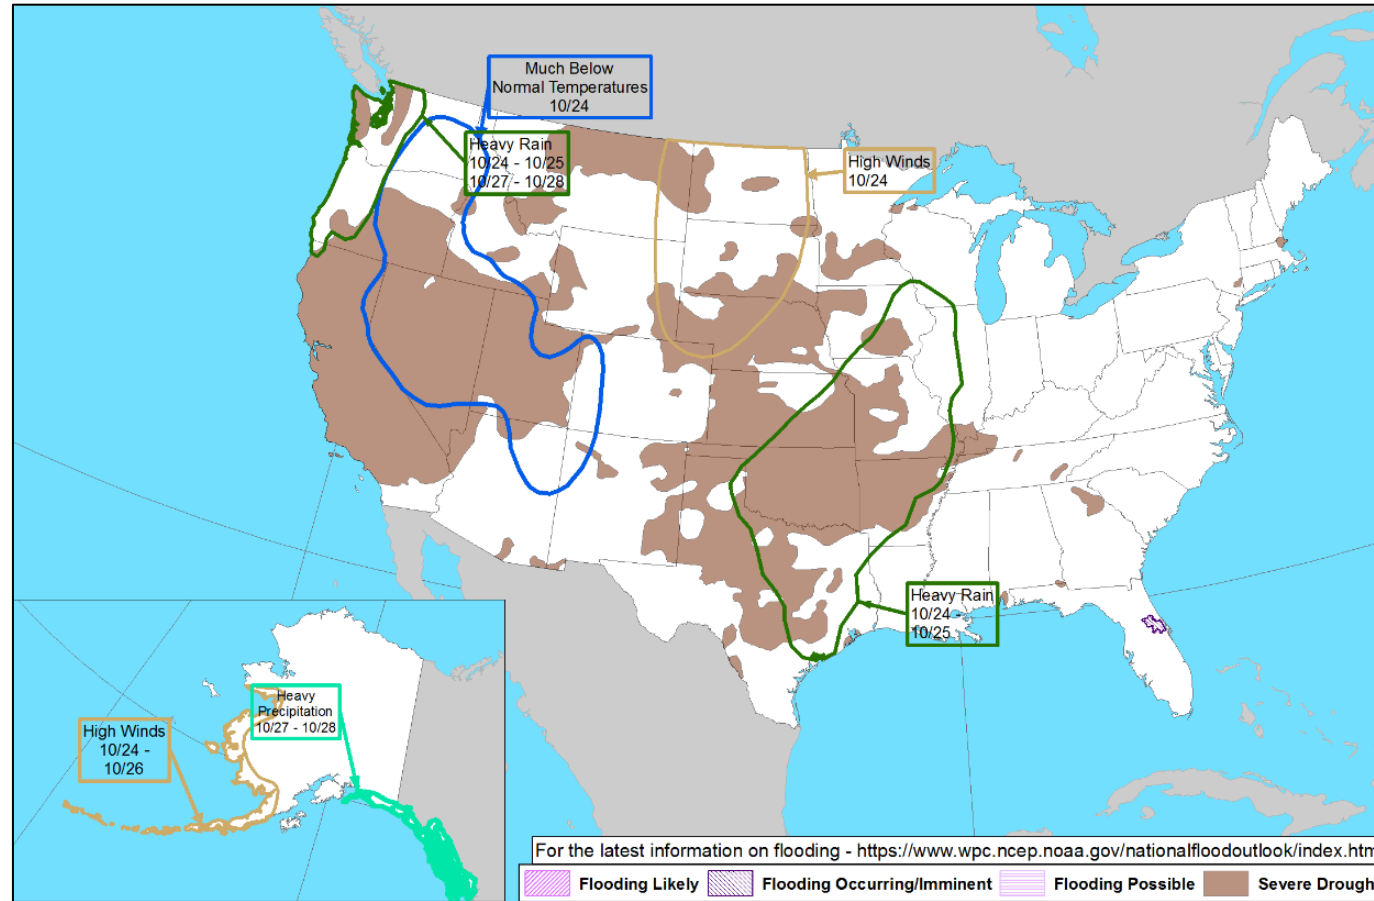 Much Below
Normal Temperatures
10/24
Heavy Rain
10/24 - 10/25
10/27 - 10/28
High Winds
10/24
Heavy Rain
10/24 -
10/25
Heavy
Precipitation
10/27 - 10/28
High Winds
10/24 -
10/26
For the latest information on flooding - https://www.wpc.ncep.noaa.gov/nationalfloodoutlook/index.htm
Flooding Likely
Flooding Occurring/Imminent
Flooding Possible
Severe Drough